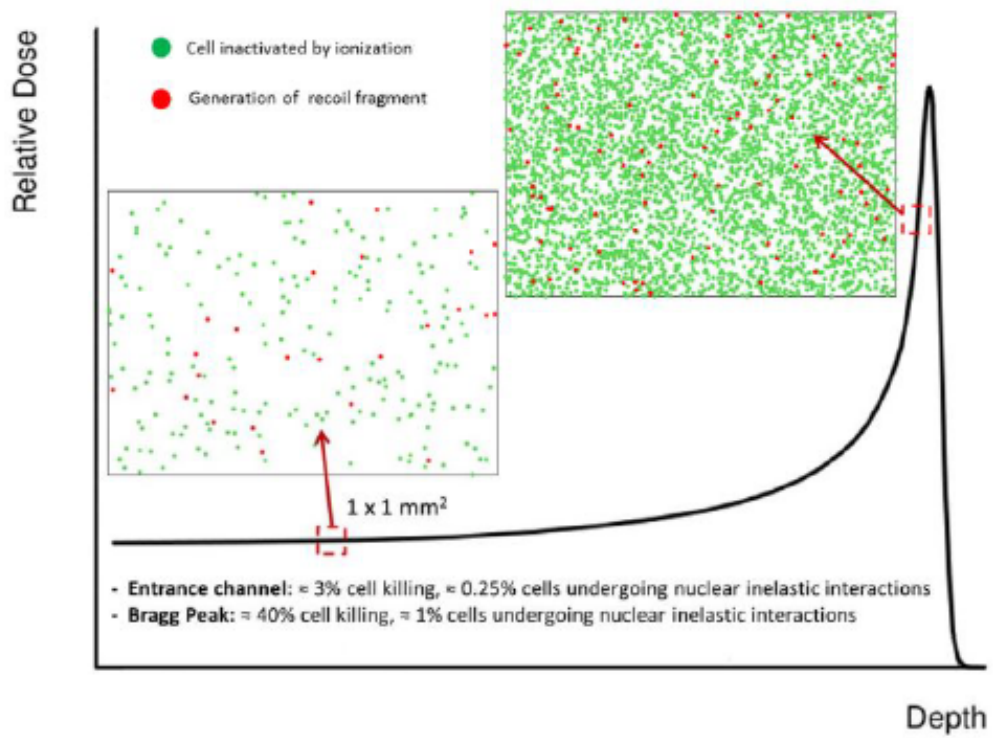 Relative Dose
Cell inactivated by ionization
Generation of recoil fragment
1 x 1 mm²
- Entrance channel: ≈ 3% cell killing, ≈ 0.25% cells undergoing nuclear inelastic interactions
- Bragg Peak: ≈ 40% cell killing, ≈ 1% cells undergoing nuclear inelastic interactions
Depth